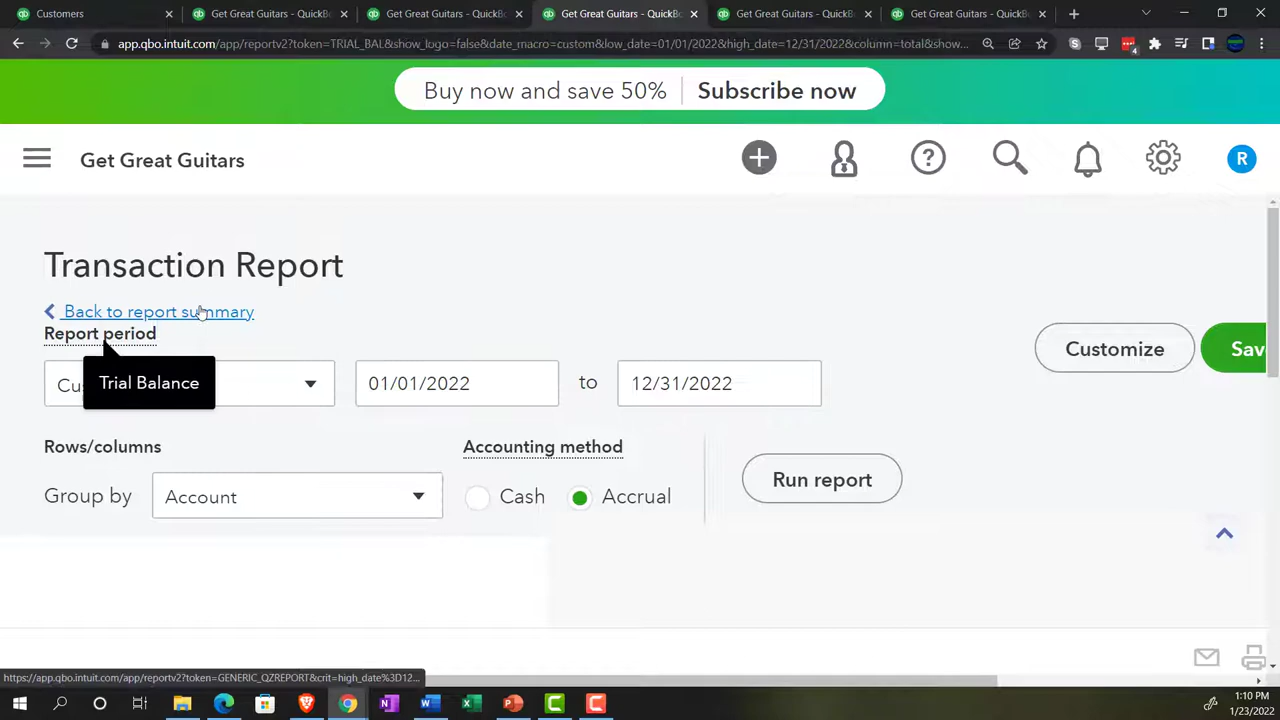 Customers
Get Great Guitars - QuickBo
Get Great Guitars - QuickBo
Get Great Guitars - QuickBo
Get Great Guitars - QuickBo
Get Great Guitars - QuickBo
app.qbo.intuit.com/app/reportv2?token=TRIAL_BAL&show_logo=false&date_macro=custom&low_date=01/01/2022&high_date=12/31/2022&column=total&show...
4
Buy now and save 50%
Subscribe now
Get Great Guitars
R
Transaction Report
Back to report summary
Report period
Customize
Sav
Trial Balance
Cu
01/01/2022
to
12/31/2022
Rows/columns
Accounting method
Group by
Account
Cash
Accrual
Run report
https://app.qbo.intuit.com/app/reportv2?token=GENERIC_QZREPORT&crit=high_date%3D12...
1:10 PM
1/23/2022